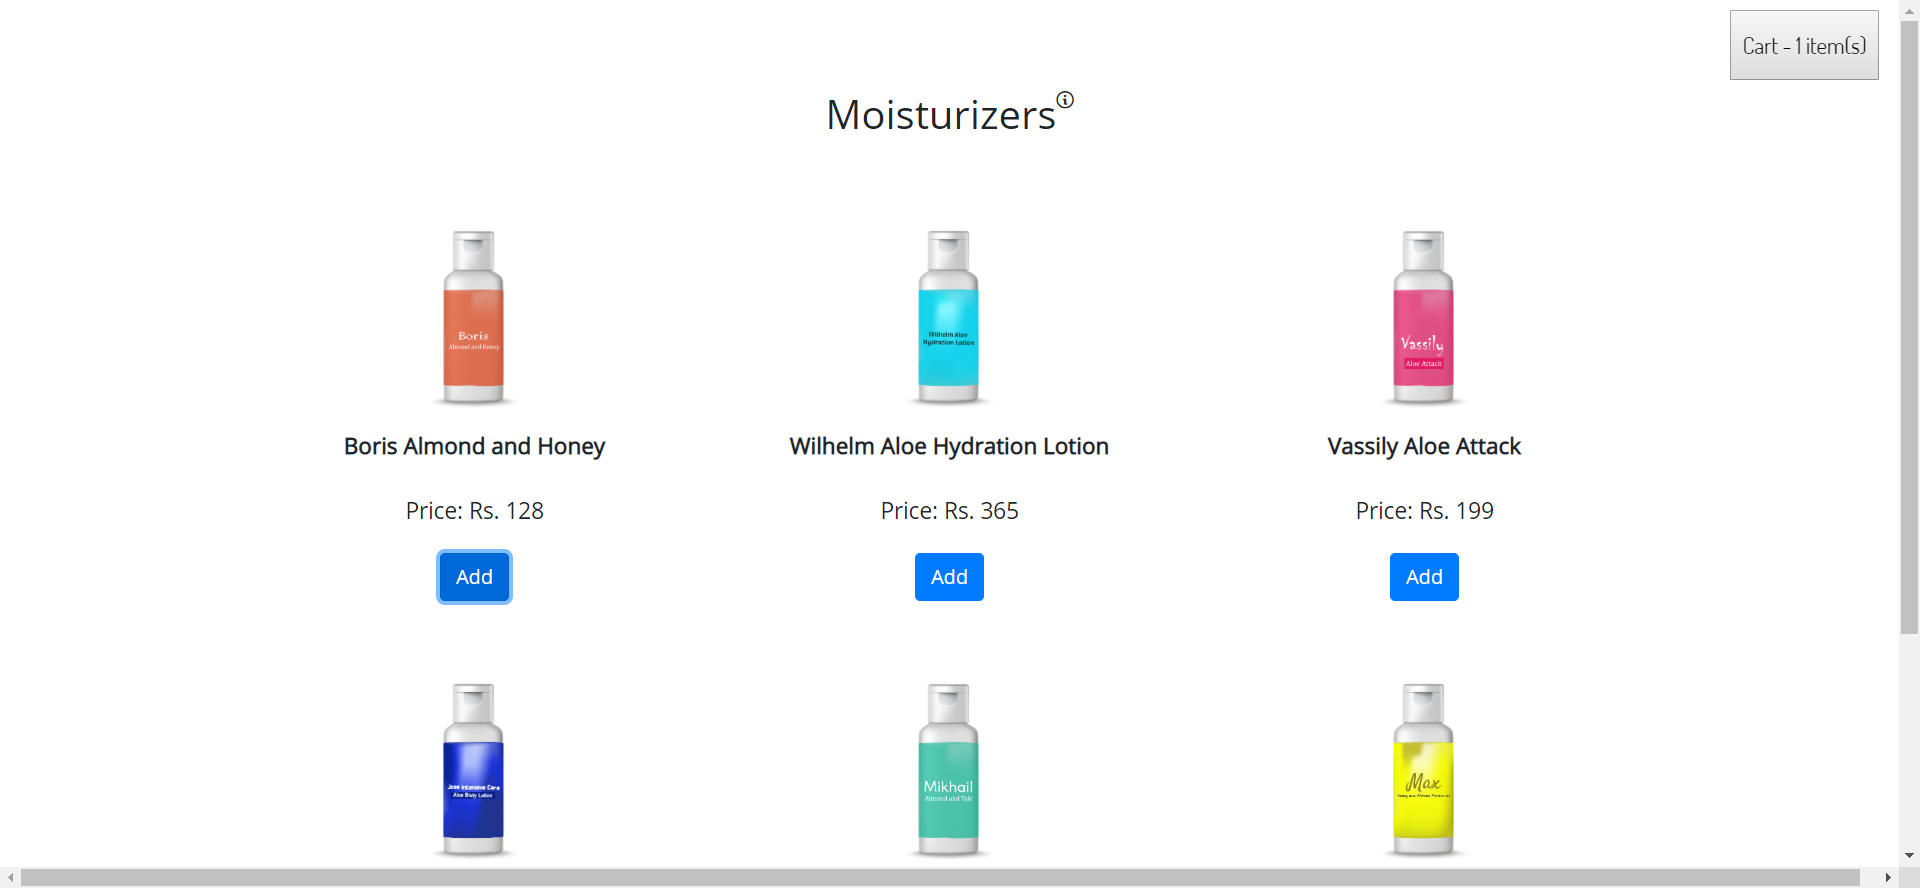 Cart - 1 item(s)
Moisturizers
Boris
Almond and Honey
Wilhelm Aloe
Hydration Lotion
Vassily
Aloe Attack
Boris Almond and Honey
Wilhelm Aloe Hydration Lotion
Vassily Aloe Attack
Price: Rs. 128
Price: Rs. 365
Price: Rs. 199
Add
Add
Add
Jose Intensive Care
Aloe Body Lotion
Mikhail
Almond and Talc
Max